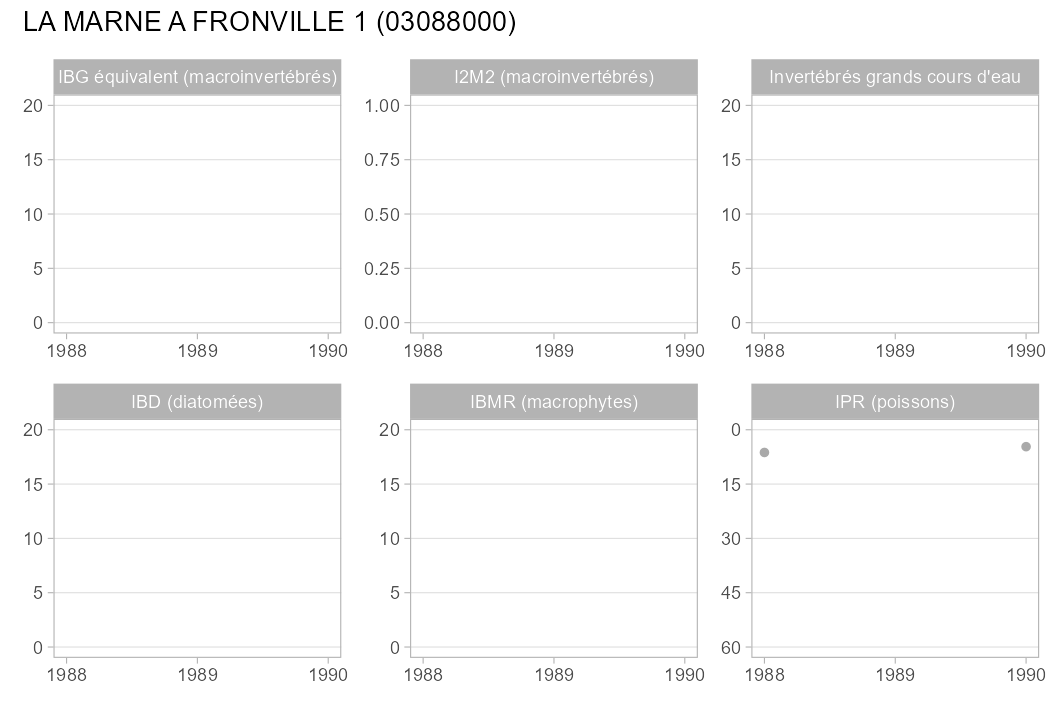 LA MARNE A FRONVILLE 1 (03088000)
IBG équivalent (macroinvertébrés)
20
15
10
5
0
1988 1989 1990
I2M2 (macroinvertébrés)
1.00
0.75
0.50
0.25
0.00
1988 1989 1990
Invertébrés grands cours d'eau
20
15
10
5
0
1988 1989 1990
IBD (diatomées)
20
15
10
5
0
1988 1989 1990
IBMR (macrophytes)
20
15
10
5
0
1988 1989 1990
IPR (poissons)
0
15
30
45
60
1988 1989 1990